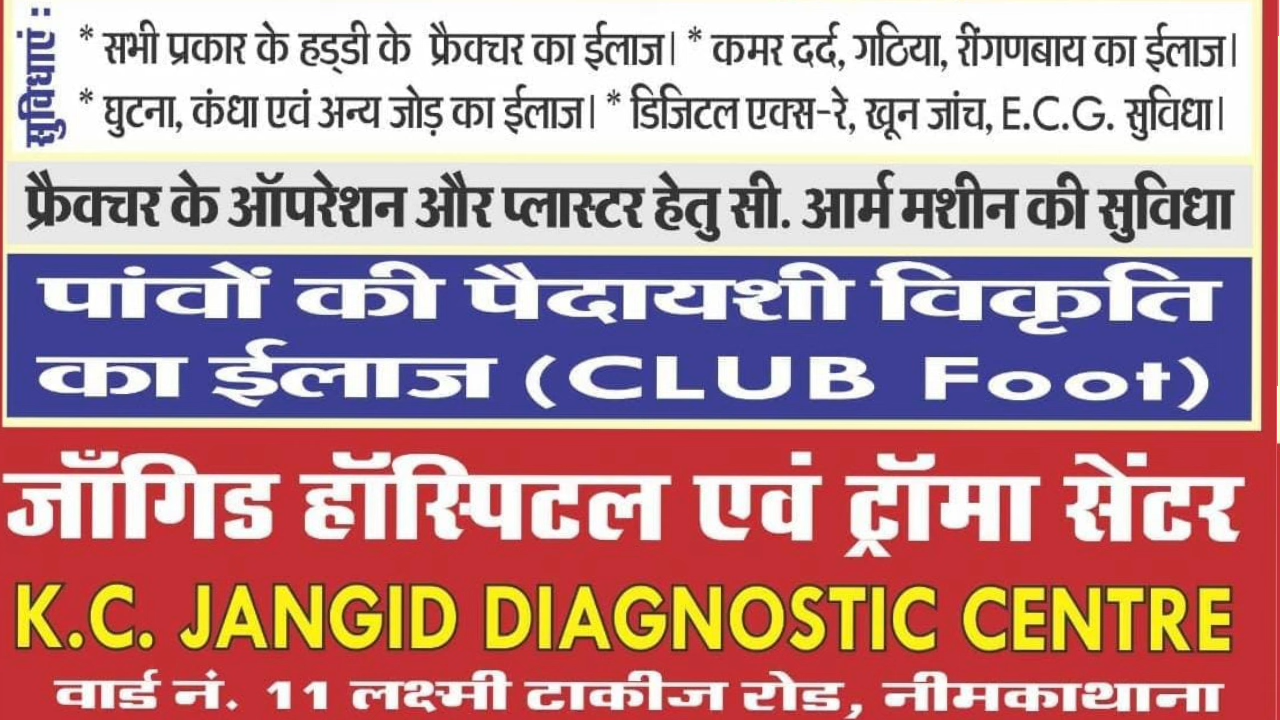 सुविधाएं :
* सभी प्रकार के हड्डी के फ्रैक्चर का ईलाज। * कमर दर्द, गठिया, रींगणबाय का ईलाज।
* घुटना, कंधा एवं अन्य जोड़ का ईलाज। * डिजिटल एक्स-रे, खून जांच, E.C.G. सुविधा।
फ्रैक्चर के ऑपरेशन और प्लास्टर हेतु सी. आर्म मशीन की सुविधा
पांवों की पैदायशी विकृति
का ईलाज (CLUB Foot)
जाँगिड हॉस्पिटल एवं ट्रॉमा सेंटर
K.C. JANGID DIAGNOSTIC CENTRE
वार्ड नं. 11 लक्ष्मी टाकीज रोड, नीमकाथाना